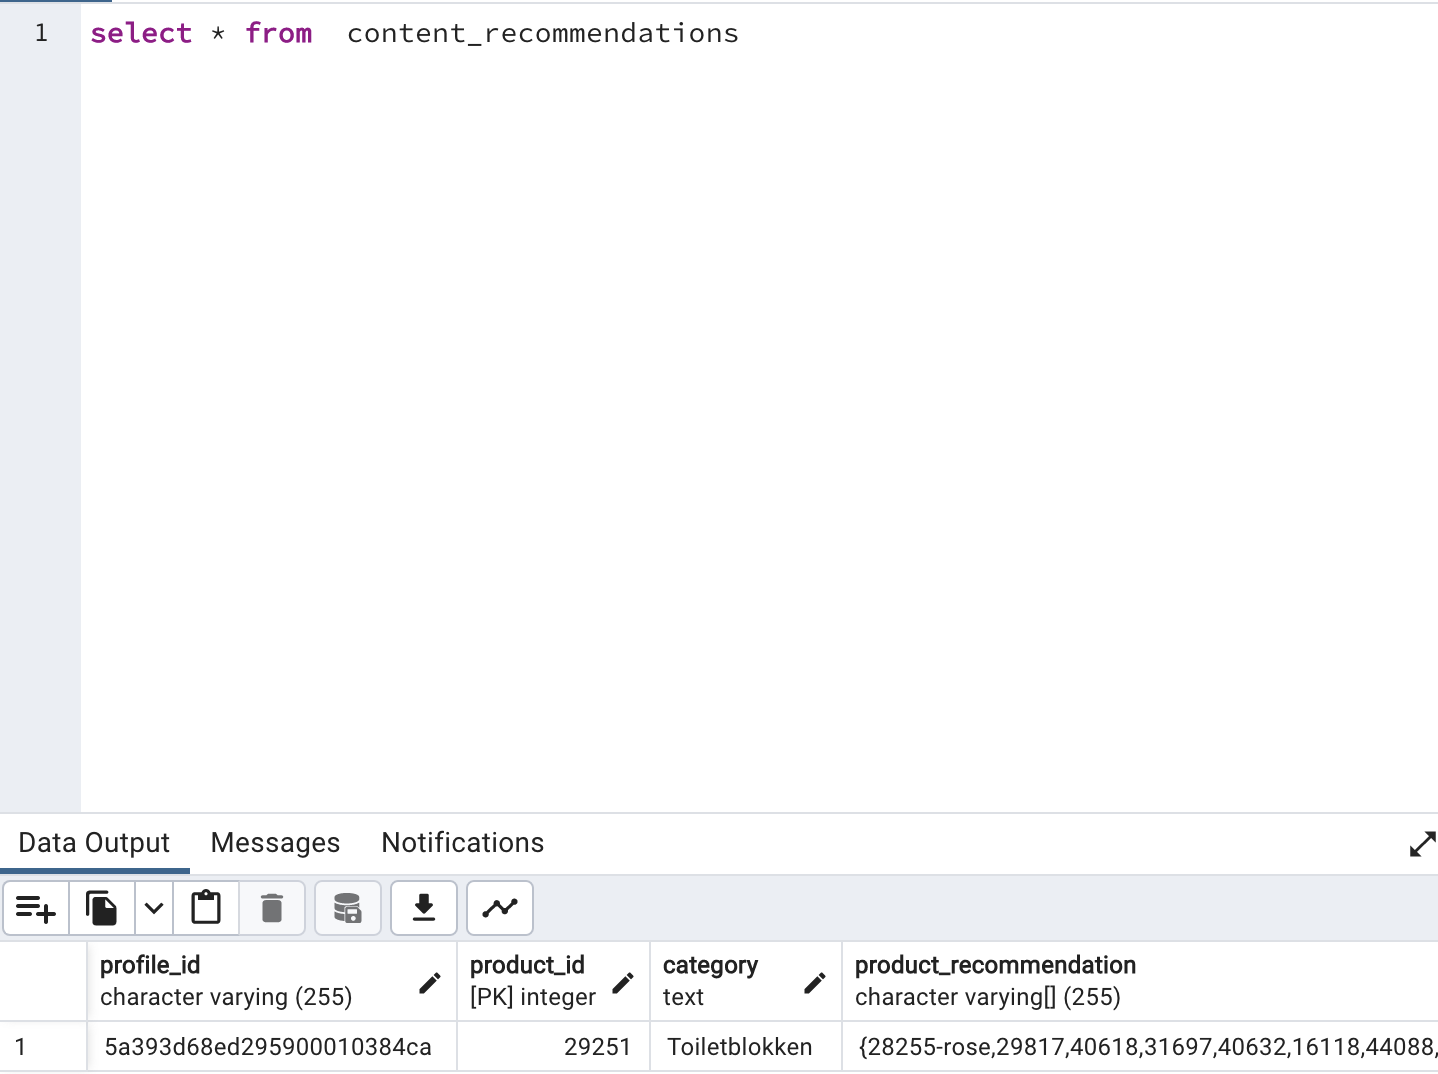 1
select * from  content_recommendations
Data Output Messages Notifications
profile_id product_id category product_recommendation
character varying (255) [PK] integer text character varying[] (255)
1 5a393d68ed295900010384ca 29251 Toiletblokken {28255-rose,29817,40618,31697,40632,16118,44088,